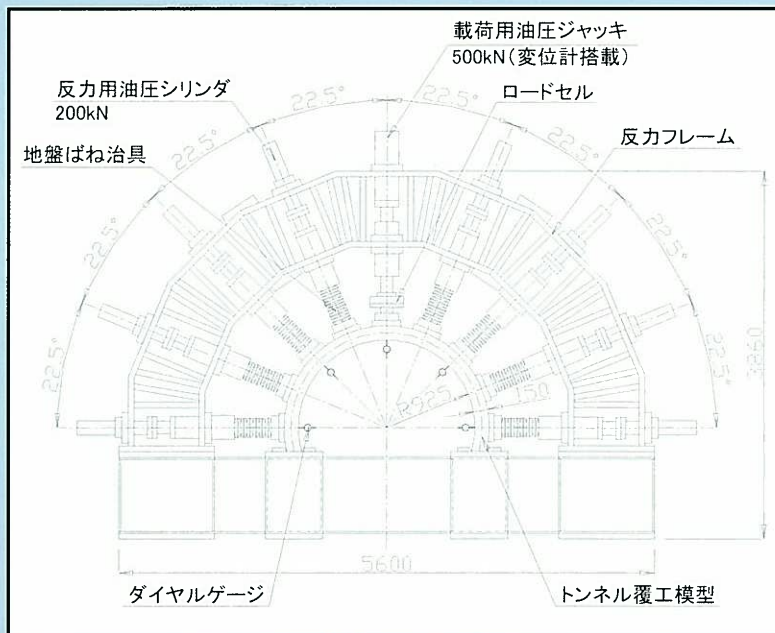 載荷用油圧ジャッキ
500kN(変位計搭載)
反力用油圧シリンダ
200kN
ロードセル
反力フレーム
地盤ばね治具
22.5°
22.5°
22.5°
22.5°
22.5°
22.5°
22.5°
22.5°
3860
R925
150
5600
ダイヤルゲージ
トンネル覆工模型